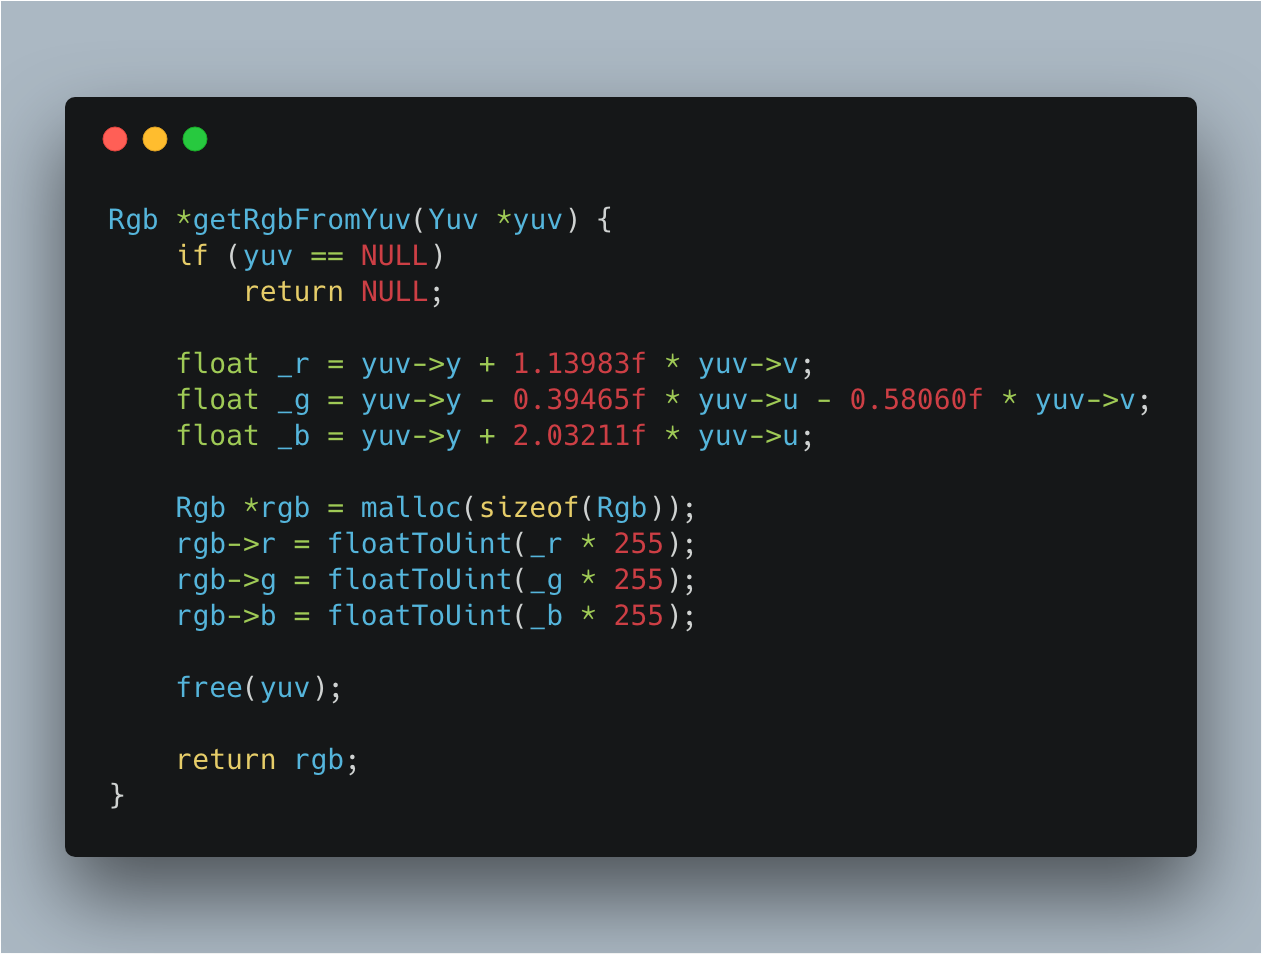 Rgb *getRgbFromYuv(Yuv *yuv) {
    if (yuv == NULL)
        return NULL;

    float _r = yuv->y + 1.13983f * yuv->v;
    float _g = yuv->y - 0.39465f * yuv->u - 0.58060f * yuv->v;
    float _b = yuv->y + 2.03211f * yuv->u;

    Rgb *rgb = malloc(sizeof(Rgb));
    rgb->r = floatToUint(_r * 255);
    rgb->g = floatToUint(_g * 255);
    rgb->b = floatToUint(_b * 255);

    free(yuv);

    return rgb;
}